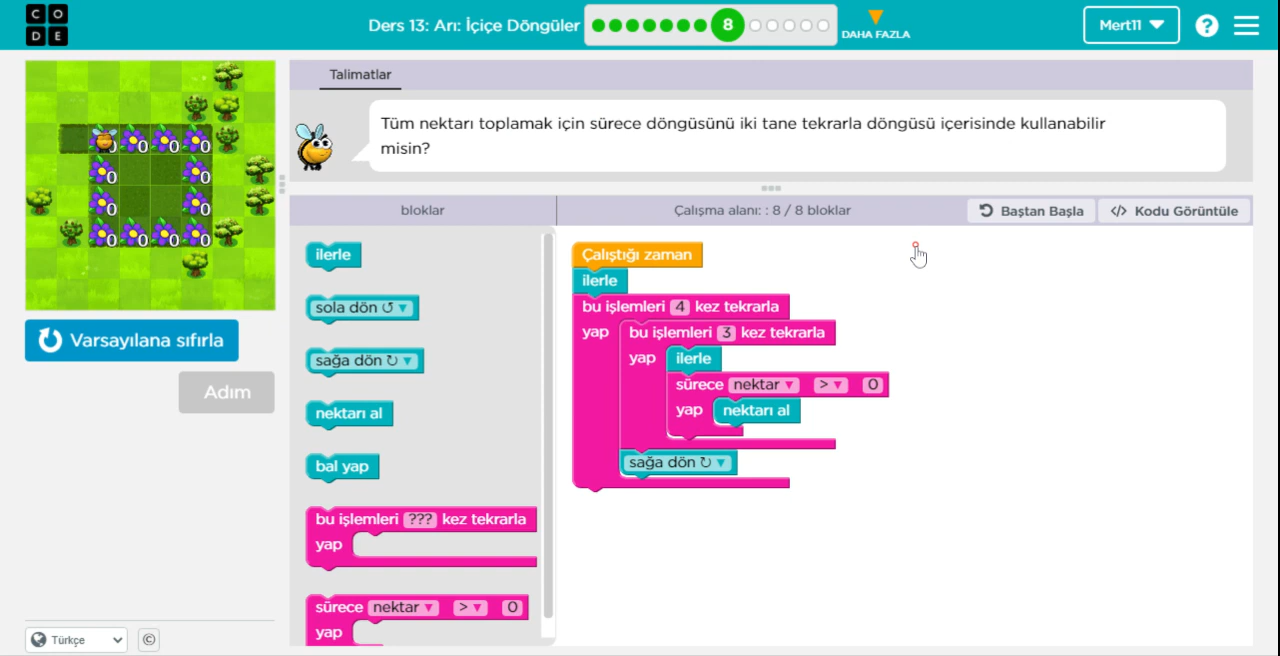 C O D E
Ders 13: Arı: İçiçe Döngüler
8
DAHA FAZLA
Mert11
?
Talimatlar
Tüm nektarı toplamak için sürece döngüsünü iki tane tekrarla döngüsü içerisinde kullanabilir
misin?
0 0 0 0
0 0
0 0
0 0 0 0
bloklar
Çalışma alanı: : 8 / 8 bloklar
Baştan Başla
</> Kodu Görüntüle
Varsayılana sıfırla
Adım
ilerle
sola dön ↺ ▼
sağa dön ↻ ▼
nektarı al
bal yap
bu işlemleri ??? kez tekrarla
yap
sürece nektar ▼ > ▼ 0
yap
Çalıştığı zaman
ilerle
bu işlemleri 4 kez tekrarla
yap bu işlemleri 3 kez tekrarla
yap ilerle
sürece nektar ▼ > ▼ 0
yap nektarı al
sağa dön ↻ ▼
Türkçe
©